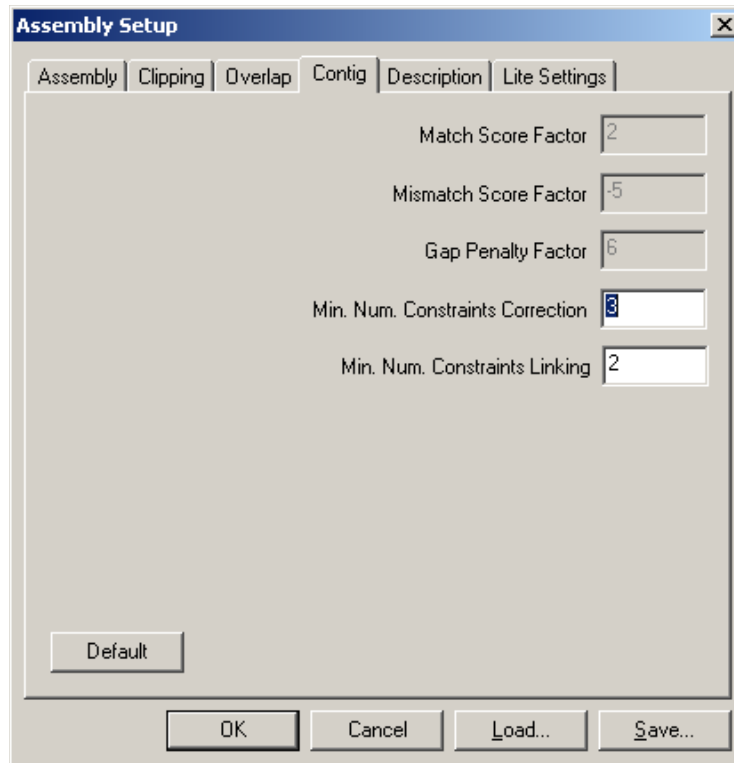 Assembly Setup
Assembly Clipping Overlap Contig Description Lite Settings
Match Score Factor 2
Mismatch Score Factor -5
Gap Penalty Factor 6
Min. Num. Constraints Correction 3
Min. Num. Constraints Linking 2
Default
OK Cancel Load... Save...